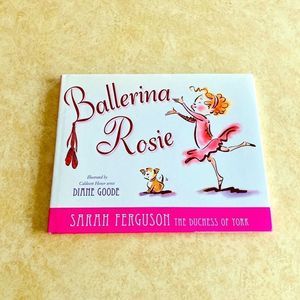 Ballerina
Rosie
Illustrated by
Caldecott Honor artist
DIANE GOODE
SARAH FERGUSON THE DUCHESS OF YORK